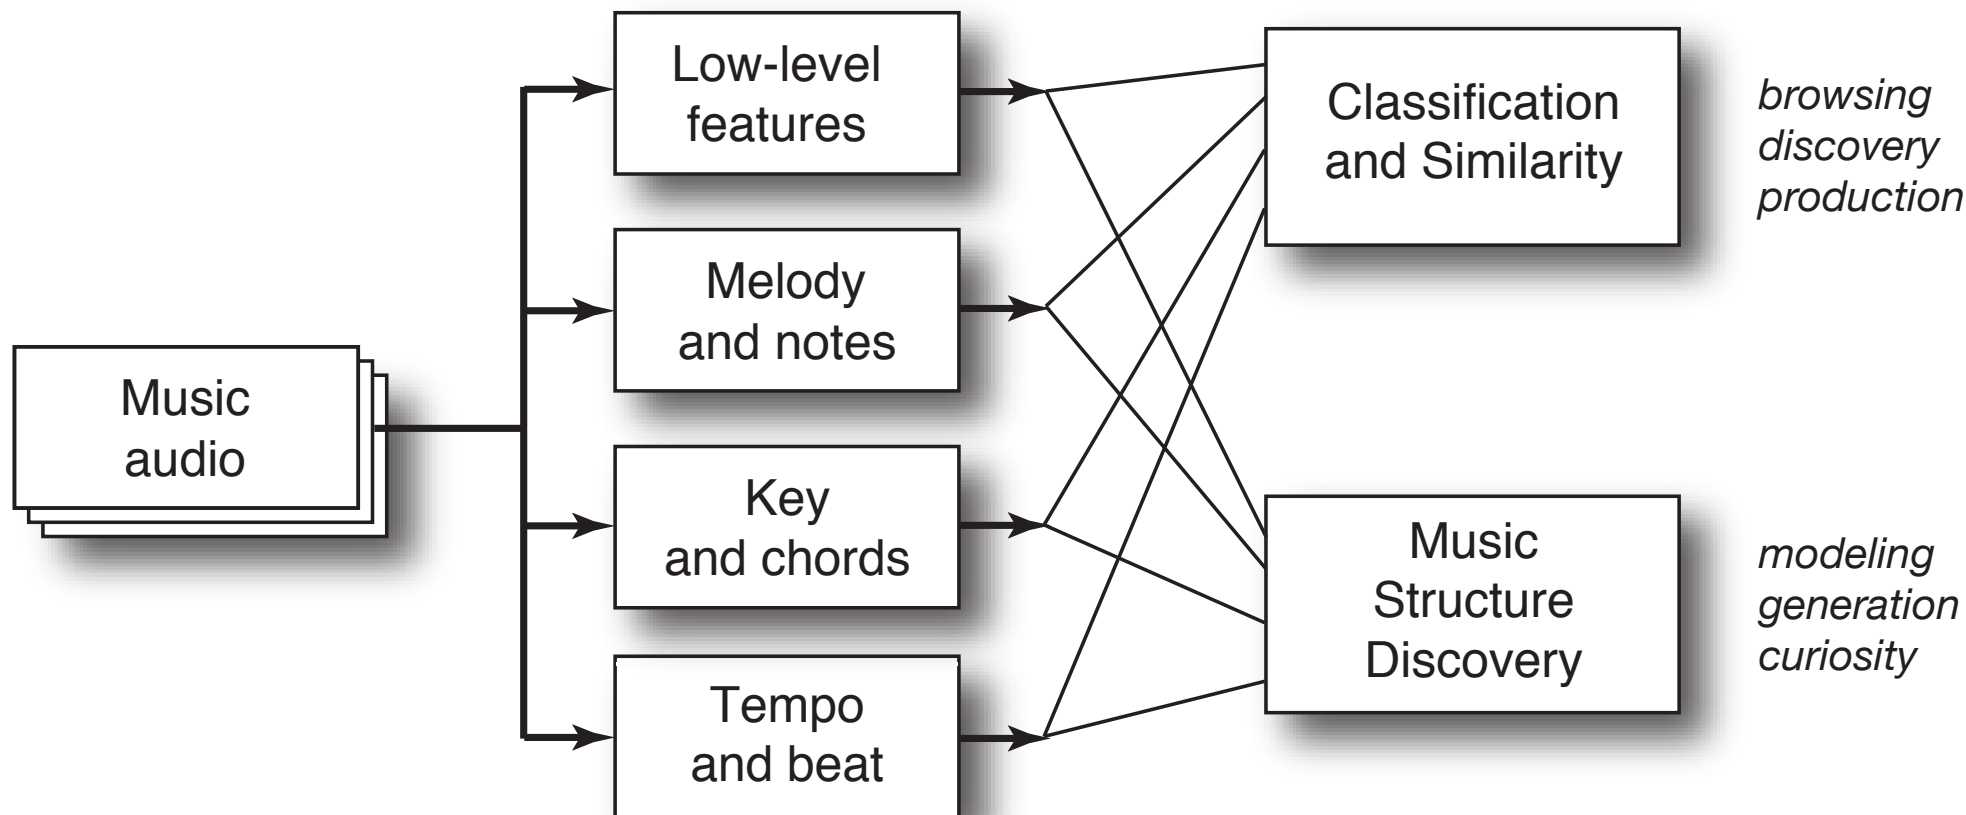 Music
audio
Low-level
features
Melody
and notes
Key
and chords
Tempo
and beat
Classification
and Similarity
browsing
discovery
production
Music
Structure
Discovery
modeling
generation
curiosity